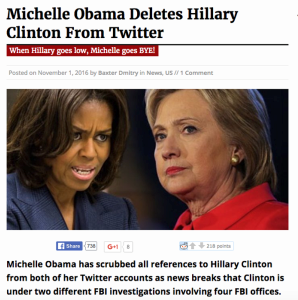 Michelle Obama Deletes Hillary
Clinton From Twitter
When Hillary goes low, Michelle goes BYE!
Posted on November 1, 2016 by Baxter Dmitry in News, US // 1 Comment
Share 738
g+1 8
218 points
Michelle Obama has scrubbed all references to Hillary Clinton
from both of her Twitter accounts as news breaks that Clinton is
under two different FBI investigations involving four FBI offices.